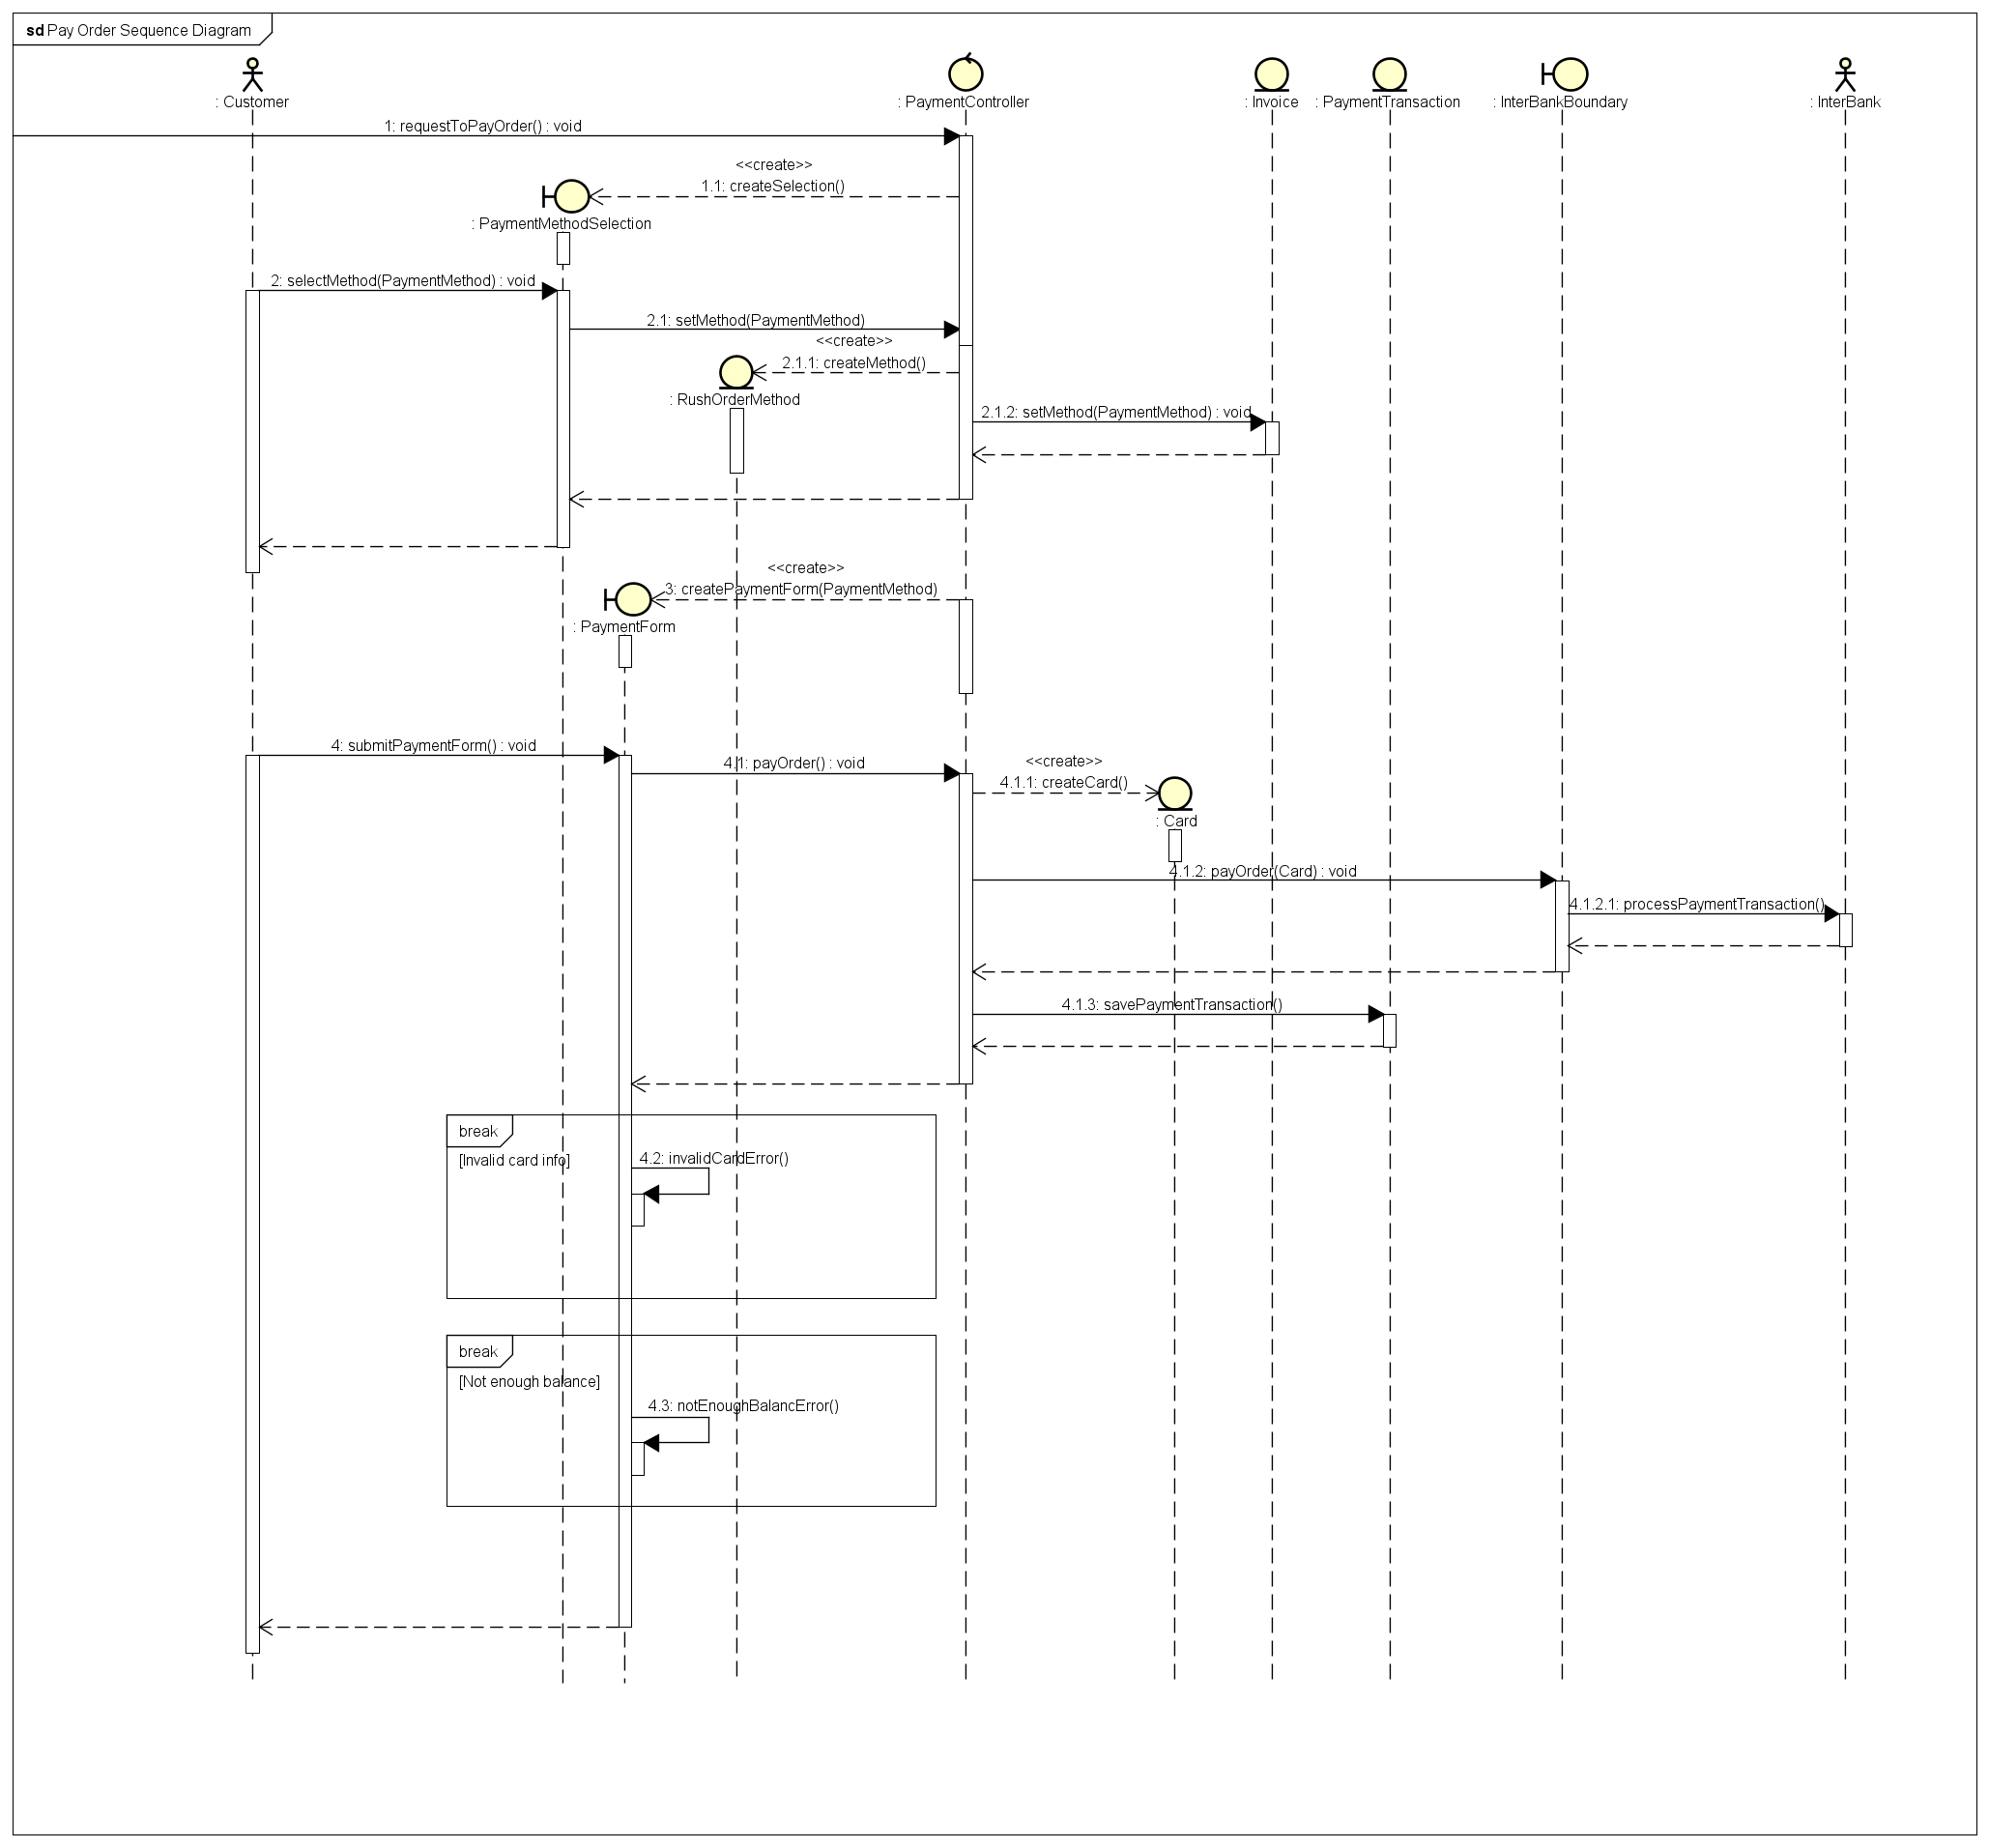 sd Pay Order Sequence Diagram
: Customer
: PaymentController
: Invoice
: PaymentTransaction
: InterBankBoundary
: InterBank
1: requestToPayOrder() : void
<<create>>
1.1: createSelection()
: PaymentMethodSelection
2: selectMethod(PaymentMethod) : void
2.1: setMethod(PaymentMethod)
<<create>>
2.1.1: createMethod()
: RushOrderMethod
2.1.2: setMethod(PaymentMethod) : void
<<create>>
3: createPaymentForm(PaymentMethod)
: PaymentForm
4: submitPaymentForm() : void
4.1: payOrder() : void
<<create>>
4.1.1: createCard()
: Card
4.1.2: payOrder(Card) : void
4.1.2.1: processPaymentTransaction()
4.1.3: savePaymentTransaction()
break
[Invalid card info]
4.2: invalidCardError()
break
[Not enough balance]
4.3: notEnoughBalancError()